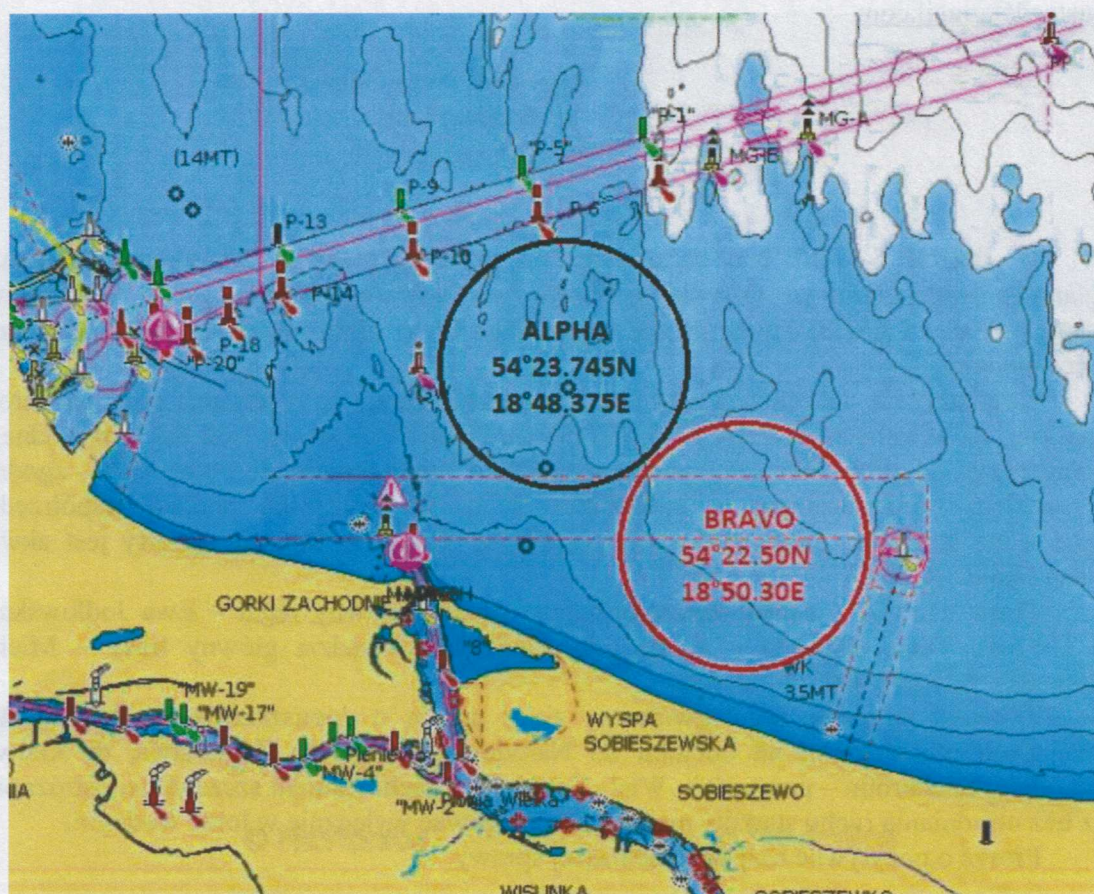 (14MT)
"P-1"
MG-A
"P-5"
P-9
P-6
P-13
P-10
P-14
P-18
"P-20"
ALPHA
54°23.745N
18°48.375E
BRAVO
54°22.50N
18°50.30E
GORKI ZACHODNIE
"8"
WK
3.5MT
"MW-19"
"MW-17"
WYSPA
SOBIESZEWSKA
"MW-4"
"MW-2"
SOBIESZEWO
WISLINKA
SOBIESZEWO